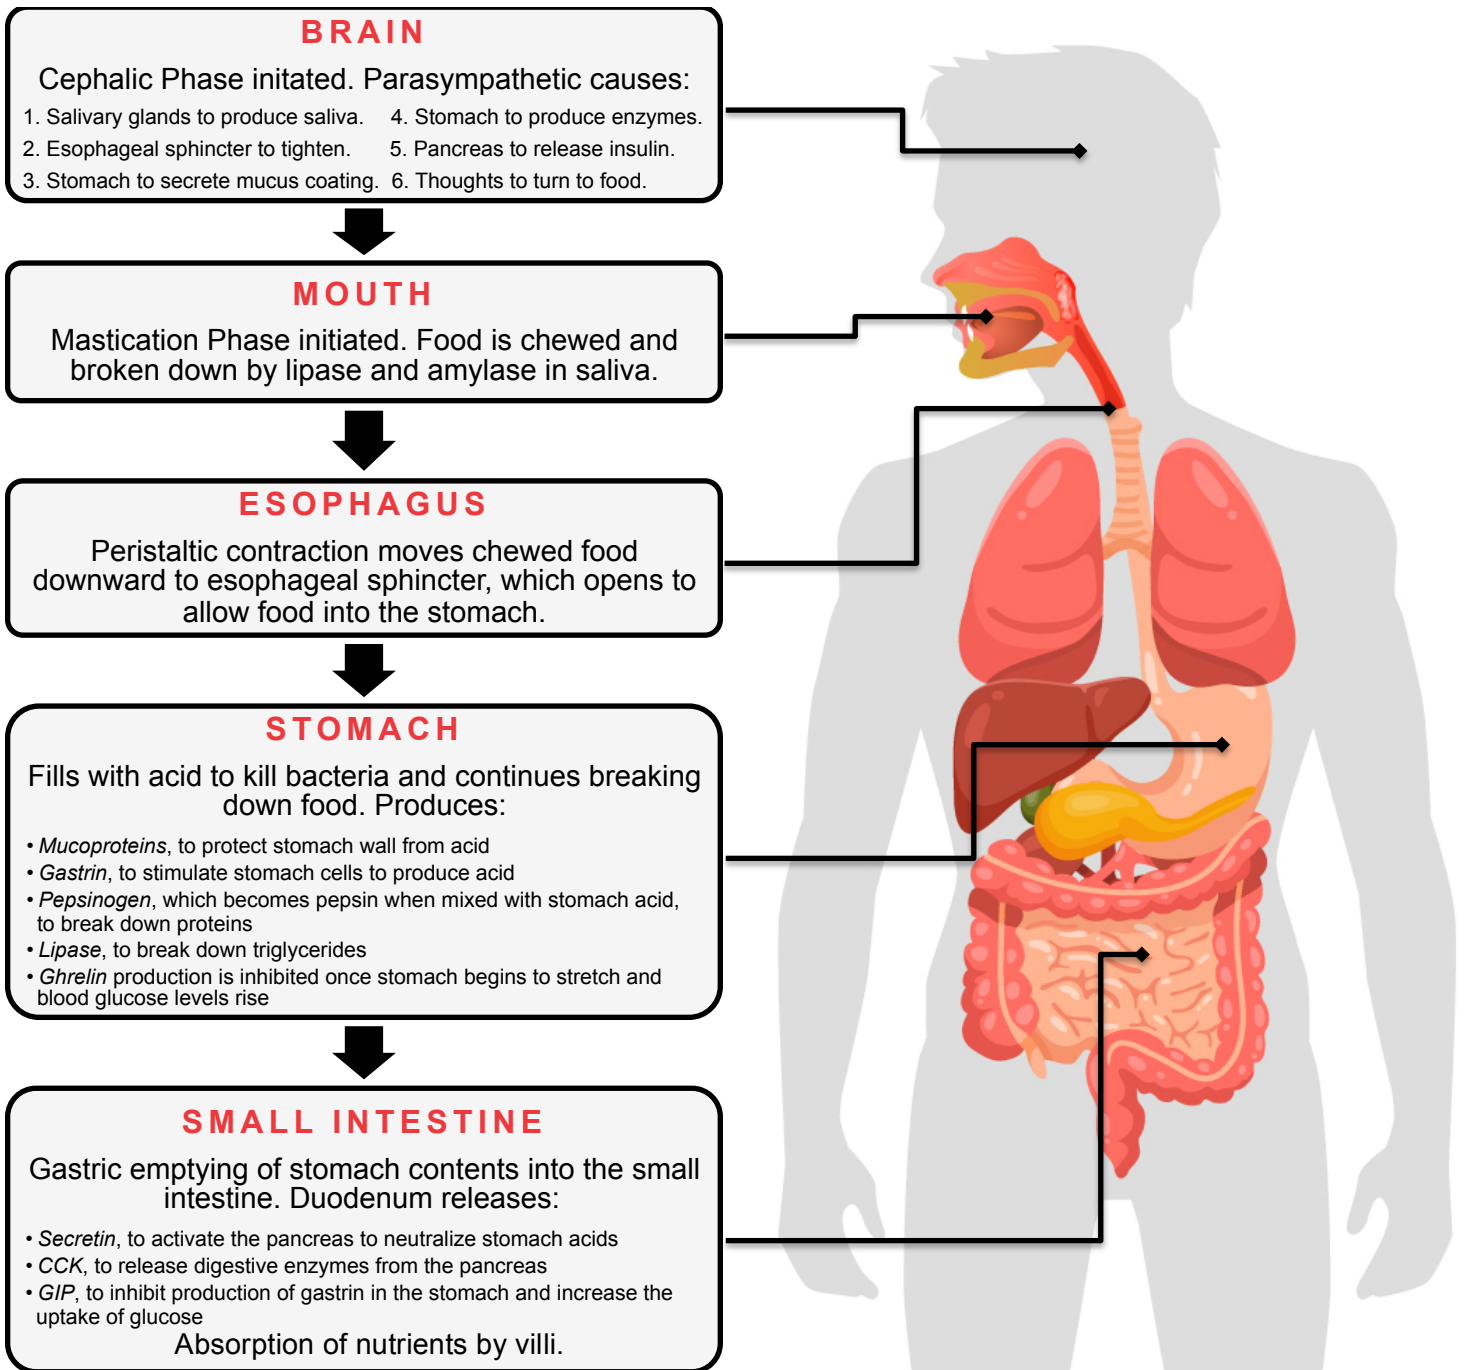 BRAIN
Cephalic Phase initated. Parasympathetic causes:
1. Salivary glands to produce saliva.
2. Esophageal sphincter to tighten.
3. Stomach to secrete mucus coating.
4. Stomach to produce enzymes.
5. Pancreas to release insulin.
6. Thoughts to turn to food.
MOUTH
Mastication Phase initiated. Food is chewed and
broken down by lipase and amylase in saliva.
ESOPHAGUS
Peristaltic contraction moves chewed food
downward to esophageal sphincter, which opens to
allow food into the stomach.
STOMACH
Fills with acid to kill bacteria and continues breaking
down food. Produces:
• Mucoproteins, to protect stomach wall from acid
• Gastrin, to stimulate stomach cells to produce acid
• Pepsinogen, which becomes pepsin when mixed with stomach acid,
to break down proteins
• Lipase, to break down triglycerides
• Ghrelin production is inhibited once stomach begins to stretch and
blood glucose levels rise
SMALL INTESTINE
Gastric emptying of stomach contents into the small
intestine. Duodenum releases:
• Secretin, to activate the pancreas to neutralize stomach acids
• CCK, to release digestive enzymes from the pancreas
• GIP, to inhibit production of gastrin in the stomach and increase the
uptake of glucose
Absorption of nutrients by villi.